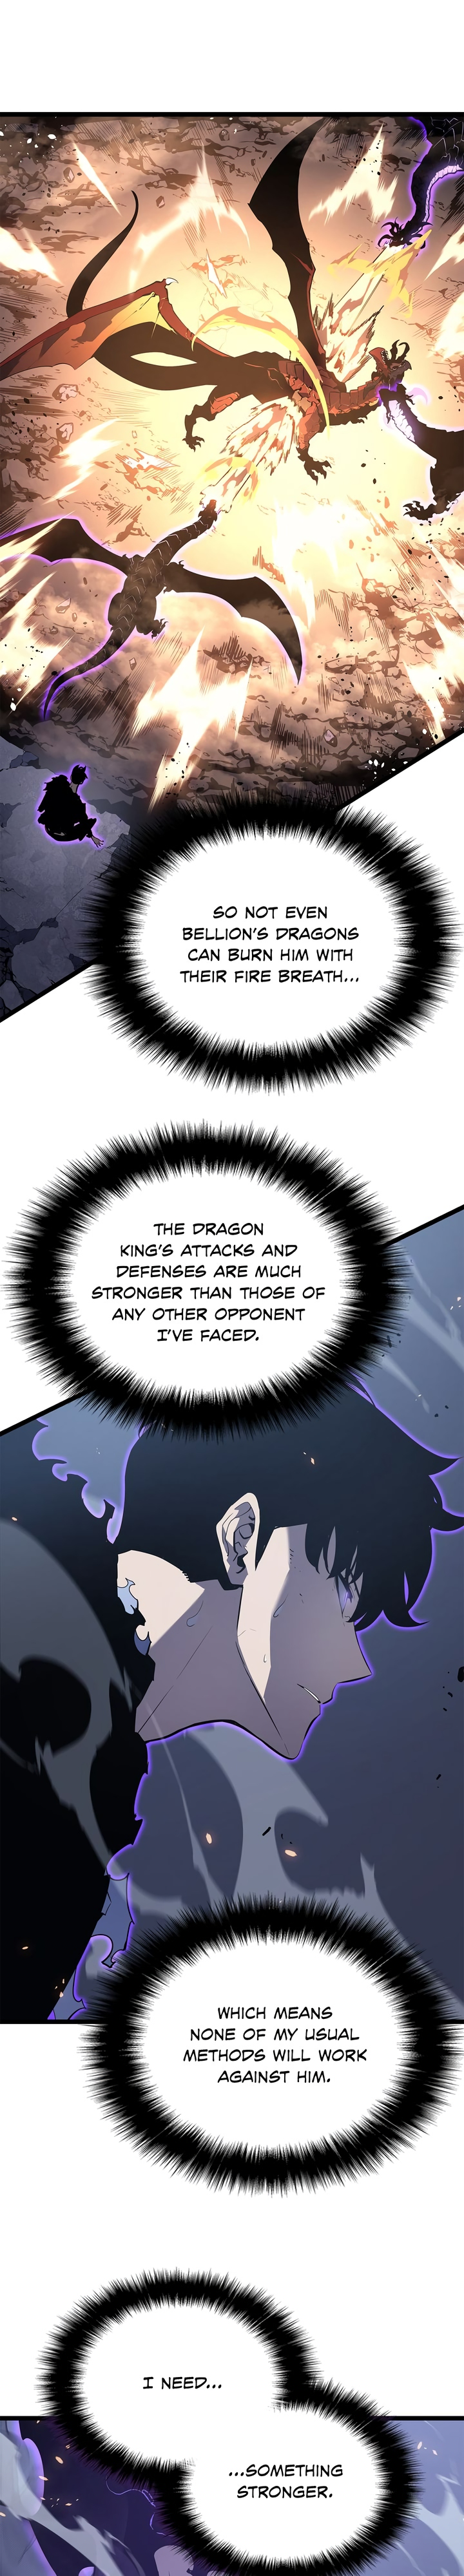 SO NOT EVEN
BELLION'S DRAGONS
CAN BURN HIM WITH
THEIR FIRE BREATH...
THE DRAGON
KING'S ATTACKS AND
DEFENSES ARE MUCH
STRONGER THAN THOSE OF
ANY OTHER OPPONENT
I'VE FACED.
WHICH MEANS
NONE OF MY USUAL
METHODS WILL WORK
AGAINST HIM.
I NEED...
...SOMETHING
STRONGER.